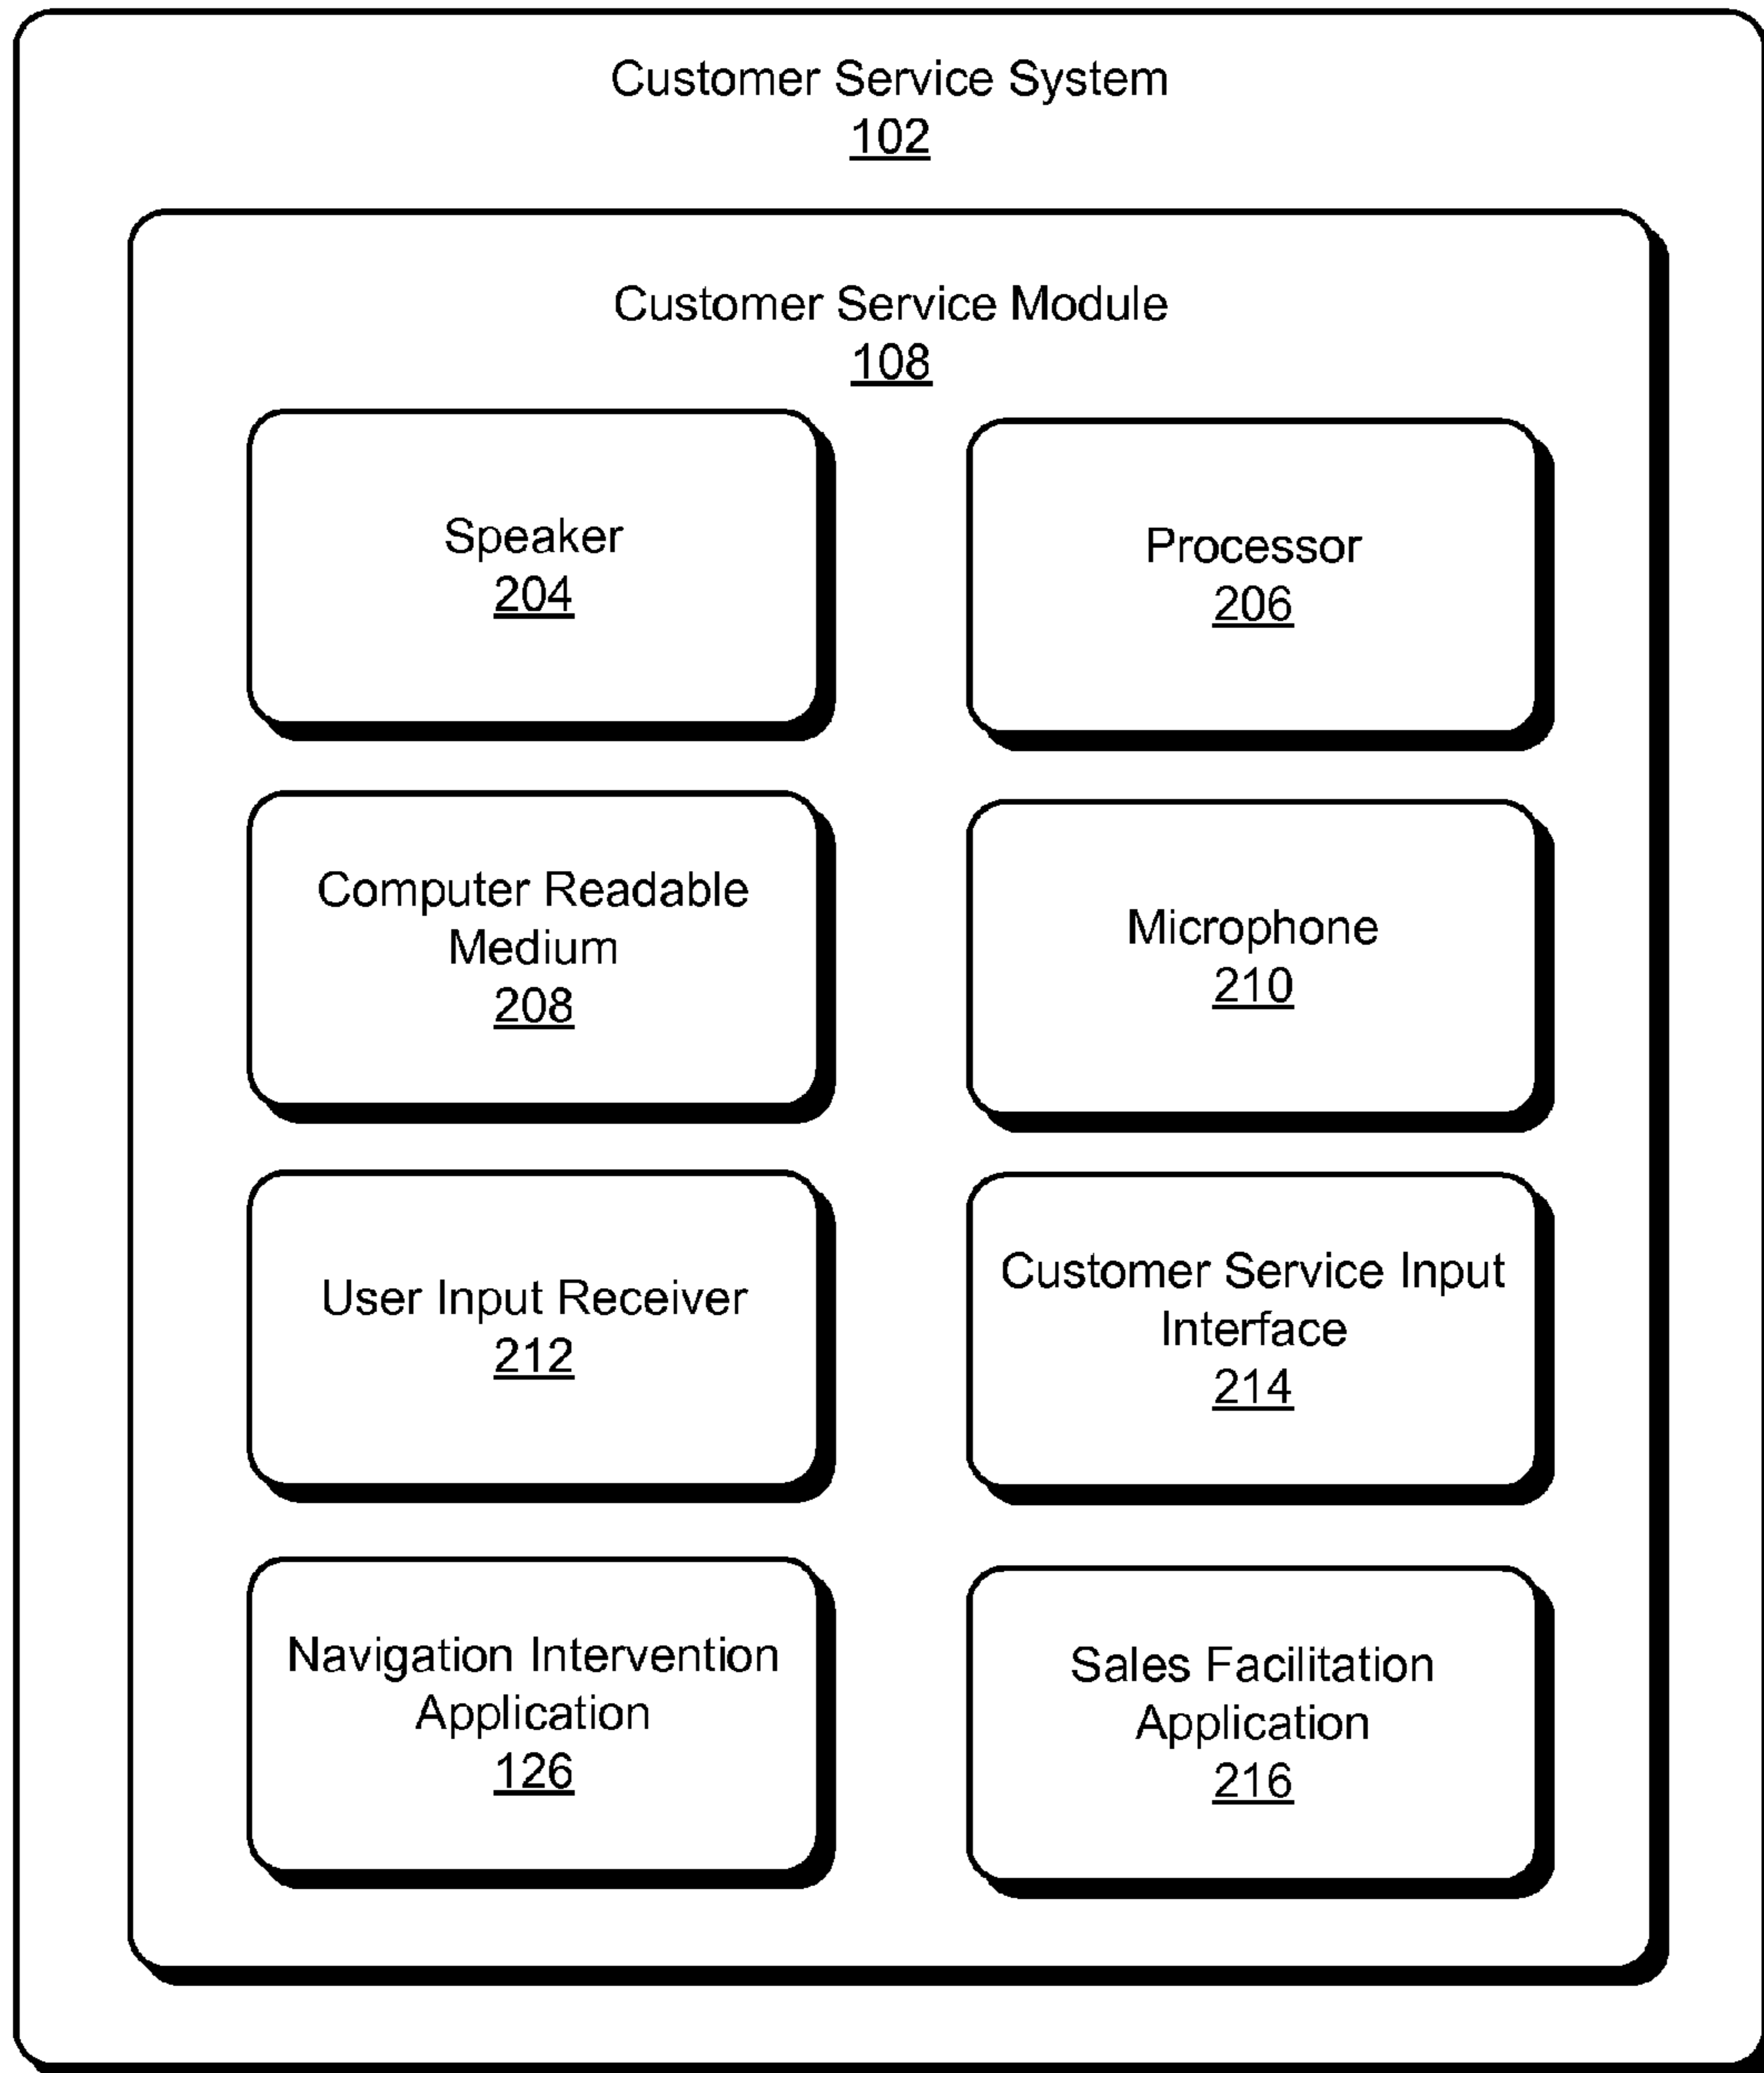 Customer Service System
102
Customer Service Module
108
Speaker
204
Processor
206
Computer Readable
Medium
208
Microphone
210
User Input Receiver
212
Customer Service Input
Interface
214
Navigation Intervention
Application
126
Sales Facilitation
Application
216